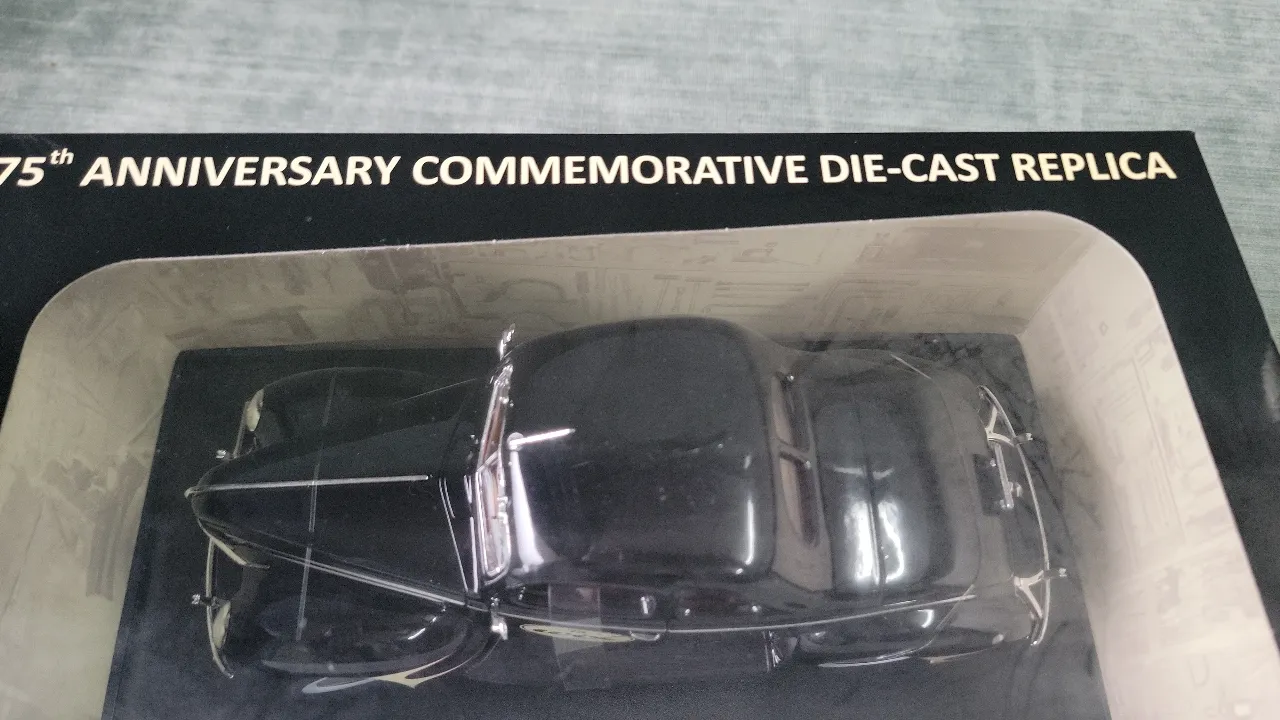 75th ANNIVERSARY COMMEMORATIVE DIE-CAST REPLICA